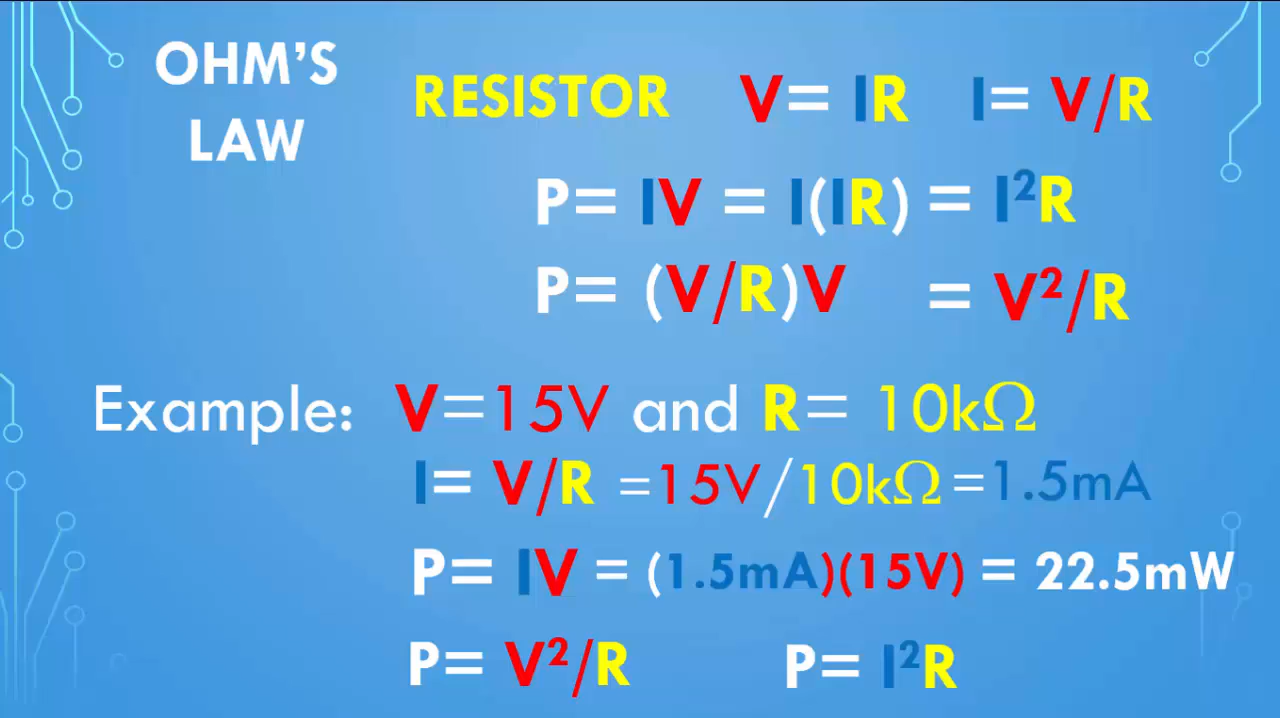 OHM'S
LAW
RESISTOR V= IR I= V/R
P= IV = I(IR) = I²R
P= (V/R)V = V²/R
Example: V=15V and R= 10kΩ
I= V/R =15V/10kΩ =1.5mA
P= IV = (1.5mA)(15V) = 22.5mW
P= V²/R P= I²R